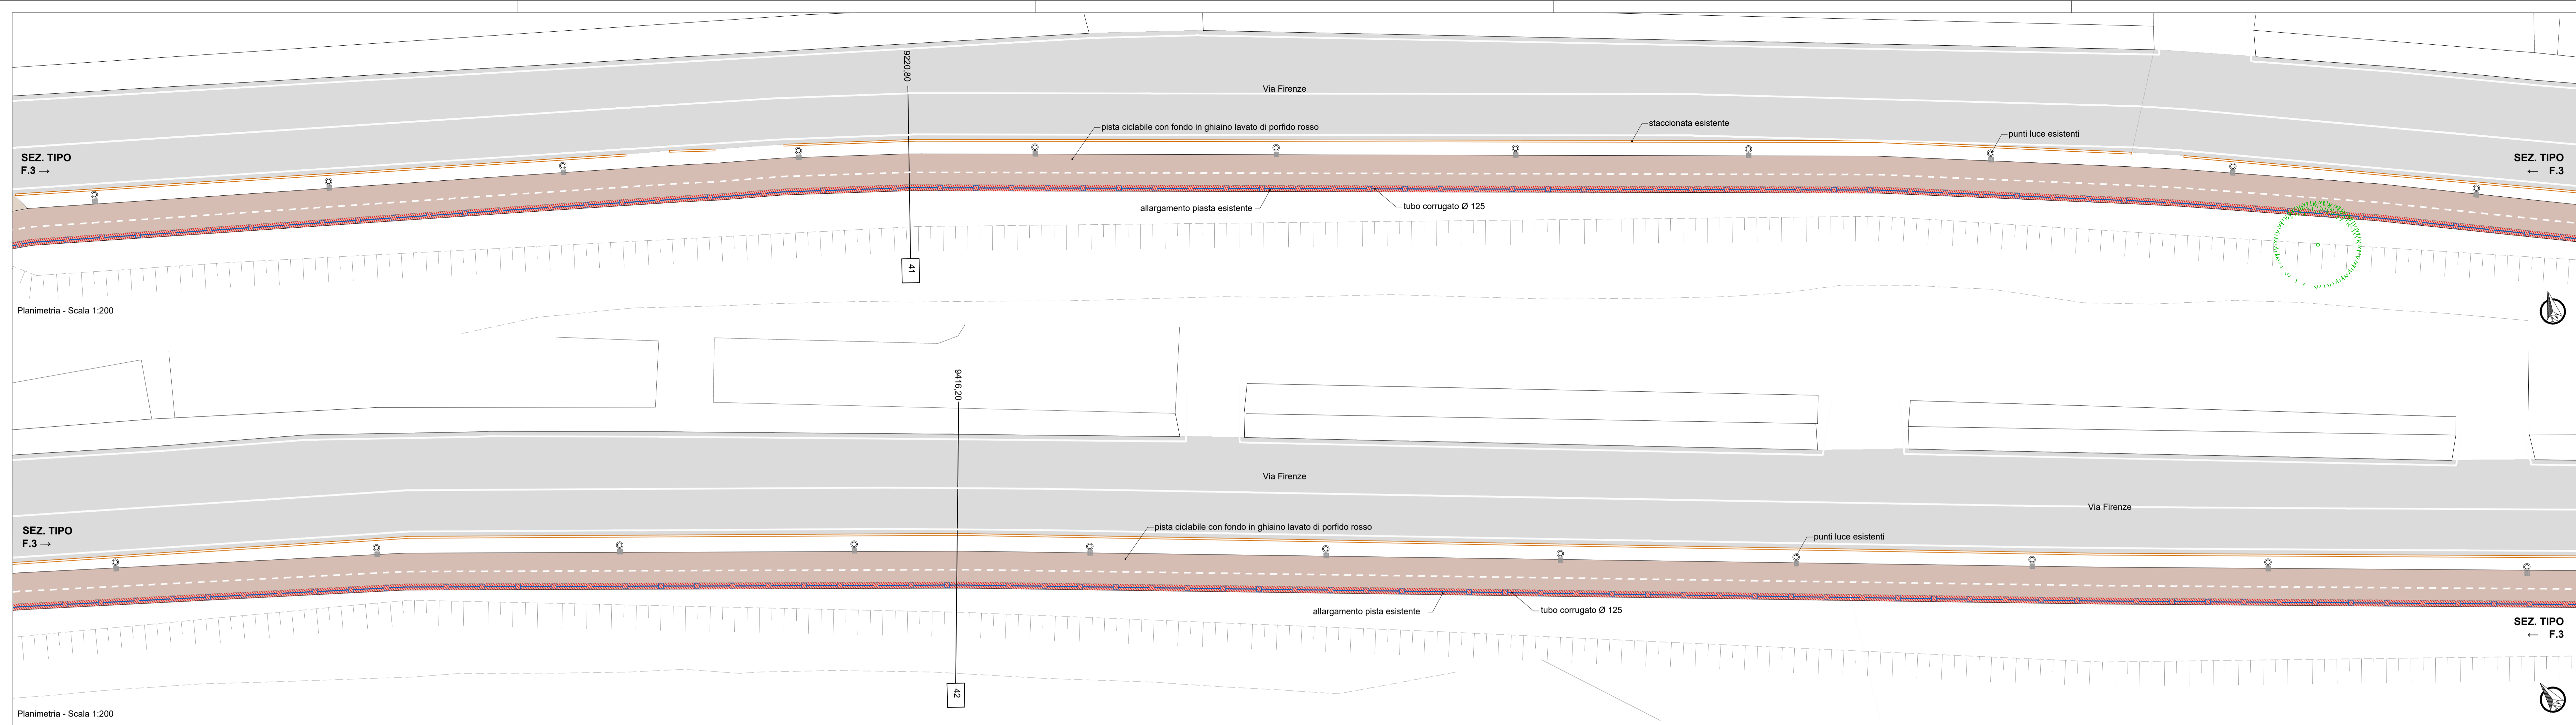 9220,80
Via Firenze
pista ciclabile con fondo in ghiaino lavato di porfido rosso
staccionata esistente
punti luce esistenti
SEZ. TIPO
F.3 →
SEZ. TIPO
← F.3
allargamento piasta esistente
tubo corrugato Ø 125
41
Planimetria - Scala 1:200
9416,20
Via Firenze
Via Firenze
SEZ. TIPO
F.3 →
pista ciclabile con fondo in ghiaino lavato di porfido rosso
punti luce esistenti
allargamento pista esistente
tubo corrugato Ø 125
SEZ. TIPO
← F.3
42
Planimetria - Scala 1:200